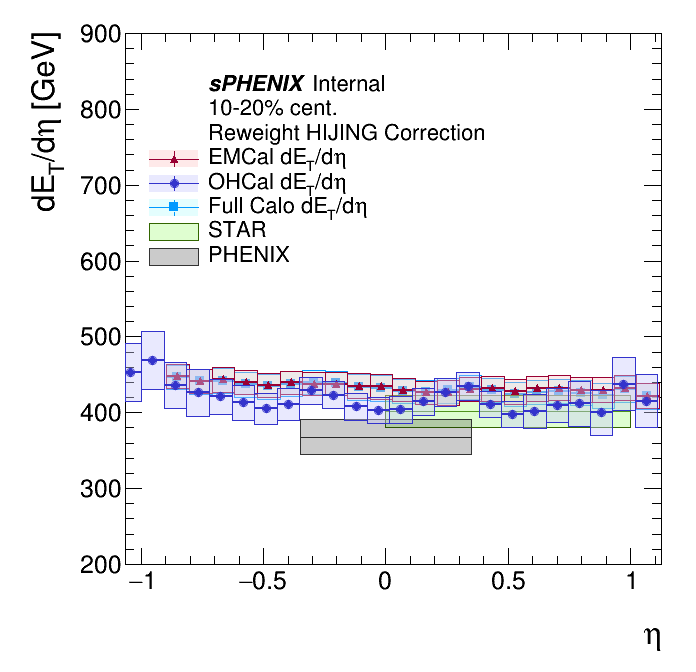 dE_T/dη [GeV]
900
800
700
600
500
400
300
200
sPHENIX Internal
10-20% cent.
Reweight HIJING Correction
EMCal dE_T/dη
OHCal dE_T/dη
Full Calo dE_T/dη
STAR
PHENIX
−1 −0.5 0 0.5 1
η